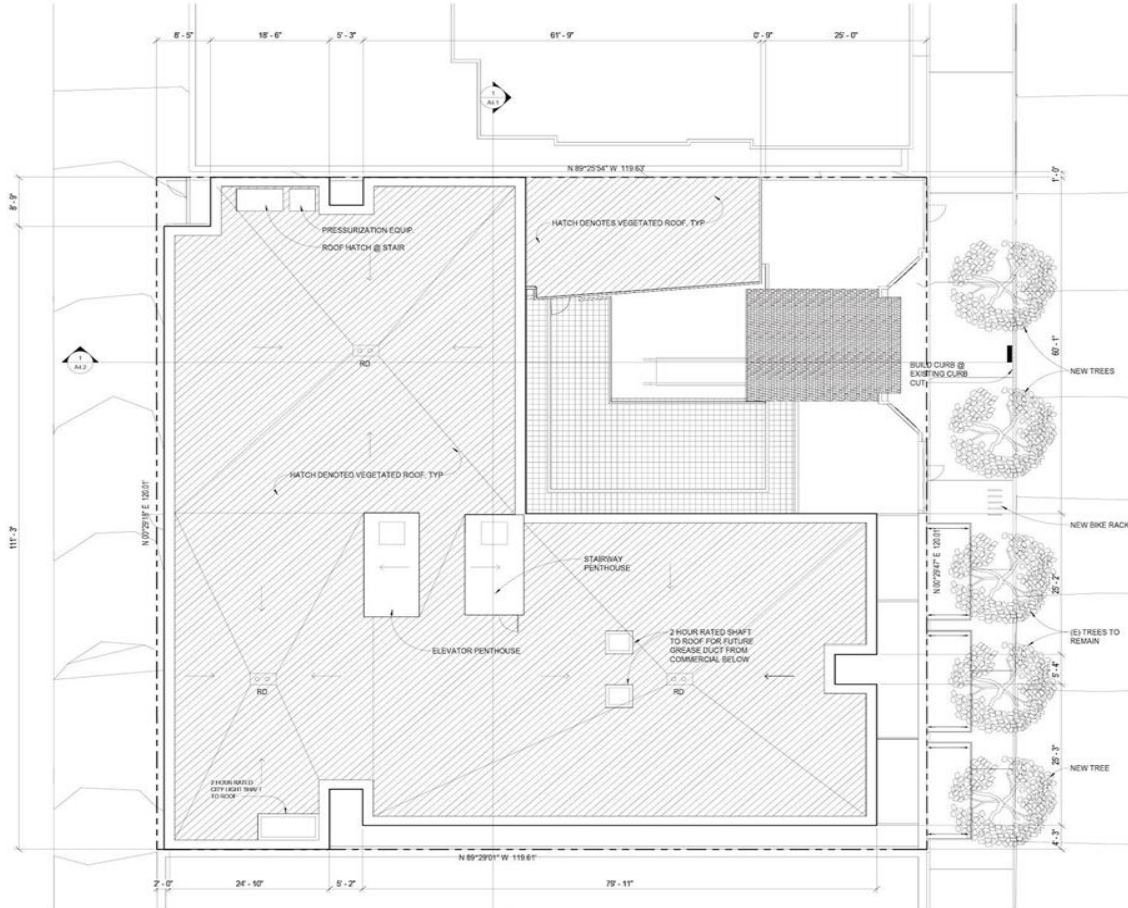 8' - 5"
18' - 6"
5' - 3"
61' - 9"
0' - 9"
25' - 0"
1
A4.1
N 89°25'54" W 119.63'
8' - 9"
1' - 0"
PRESSURIZATION EQUIP.
ROOF HATCH @ STAIR
HATCH DENOTES VEGETATED ROOF, TYP
1
A4.2
RD
BUILD CURB @
EXISTING CURB
CUT
60' - 1"
NEW TREES
HATCH DENOTED VEGETATED ROOF, TYP
N 00°29'18" E 120.01'
111' - 3"
NEW BIKE RACK
STAIRWAY
PENTHOUSE
N 00°29'47" E 120.01'
25' - 2"
ELEVATOR PENTHOUSE
2 HOUR RATED SHAFT
TO ROOF FOR FUTURE
GREASE DUCT FROM
COMMERCIAL BELOW
(E) TREES TO
REMAIN
RD
RD
5' - 4"
2 HOUR RATED
CITY LIGHT SHAFT
TO ROOF
25' - 3"
NEW TREE
4' - 3"
N 89°29'01" W 119.61'
2' - 0"
24' - 10"
5' - 2"
79' - 11"